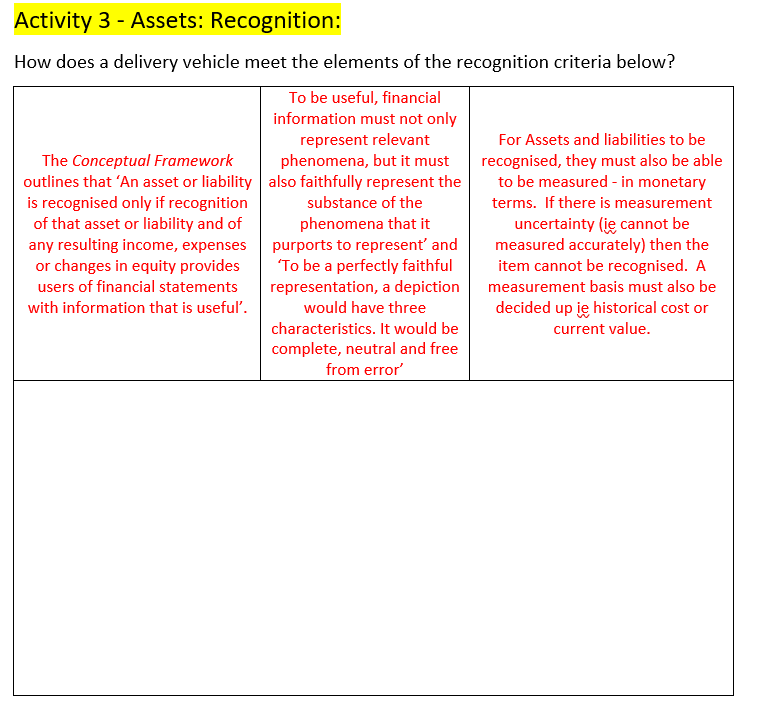 Activity 3 - Assets: Recognition:
How does a delivery vehicle meet the elements of the recognition criteria below?
The Conceptual Framework
outlines that ‘An asset or liability
is recognised only if recognition
of that asset or liability and of
any resulting income, expenses
or changes in equity provides
users of financial statements
with information that is useful’.
To be useful, financial
information must not only
represent relevant
phenomena, but it must
also faithfully represent the
substance of the
phenomena that it
purports to represent’ and
‘To be a perfectly faithful
representation, a depiction
would have three
characteristics. It would be
complete, neutral and free
from error’
For Assets and liabilities to be
recognised, they must also be able
to be measured - in monetary
terms.  If there is measurement
uncertainty (ie cannot be
measured accurately) then the
item cannot be recognised.  A
measurement basis must also be
decided up ie historical cost or
current value.